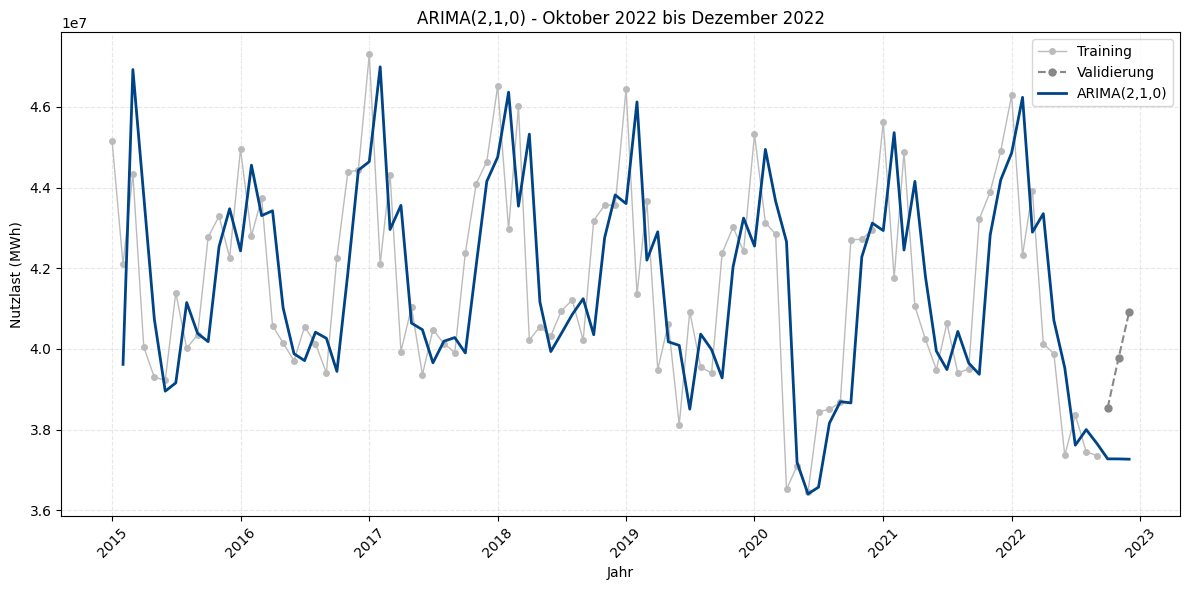 ARIMA(2,1,0) - Oktober 2022 bis Dezember 2022
1e7
Training
Validierung
ARIMA(2,1,0)
4.6
4.4
4.2
4.0
3.8
3.6
Nutzlast (MWh)
2015 2016 2017 2018 2019 2020 2021 2022 2023
Jahr